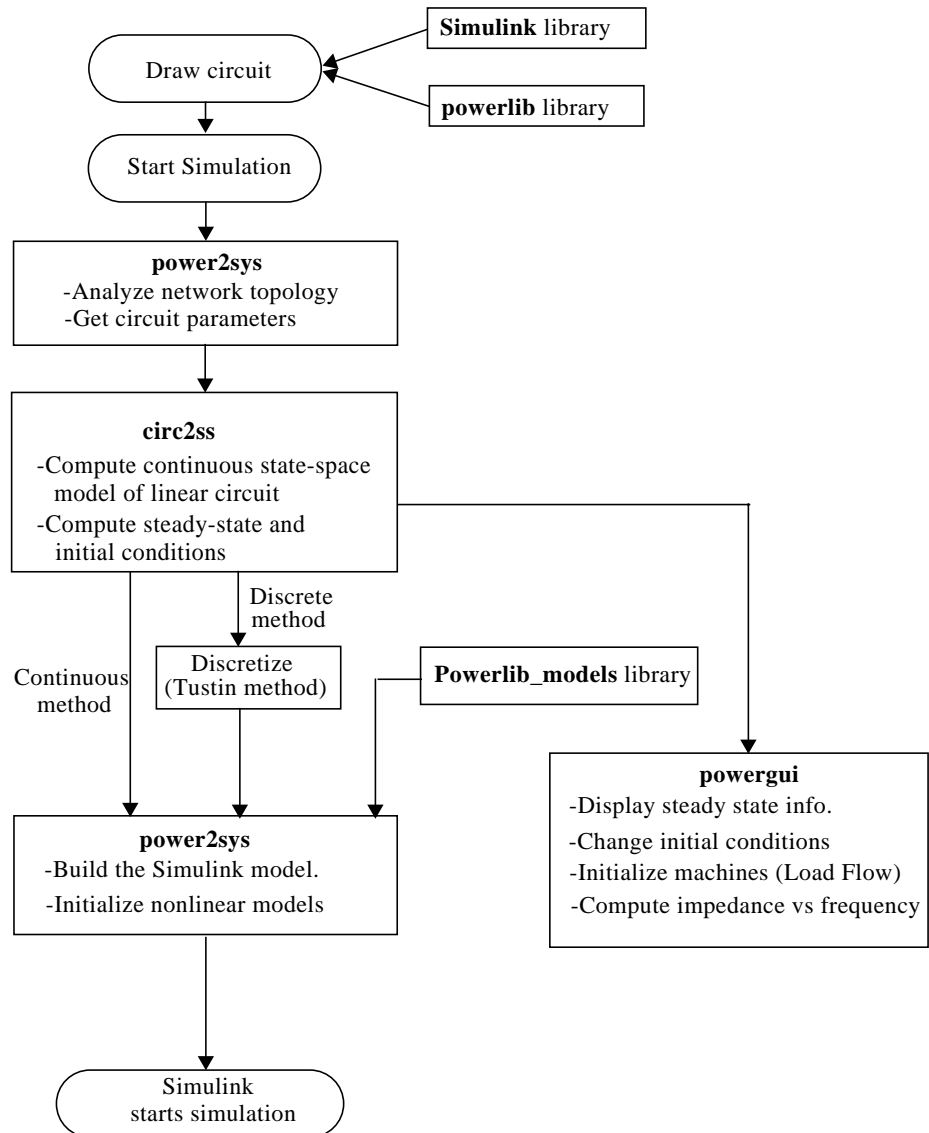 Simulink library
Draw circuit
powerlib library
Start Simulation
power2sys
-Analyze network topology
-Get circuit parameters
circ2ss
-Compute continuous state-space
model of linear circuit
-Compute steady-state and
initial conditions
Discrete
method
Continuous
method
Discretize
(Tustin method)
Powerlib_models library
power2sys
-Build the Simulink model.
-Initialize nonlinear models
powergui
-Display steady state info.
-Change initial conditions
-Initialize machines (Load Flow)
-Compute impedance vs frequency
Simulink
starts simulation